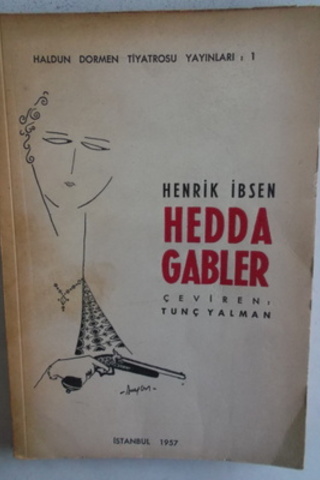 HALDUN DORMEN TİYATROSU YAYINLARI : 1
HENRİK İBSEN
HEDDA
GABLER
ÇEVİREN:
TUNÇ YALMAN
İSTANBUL 1957